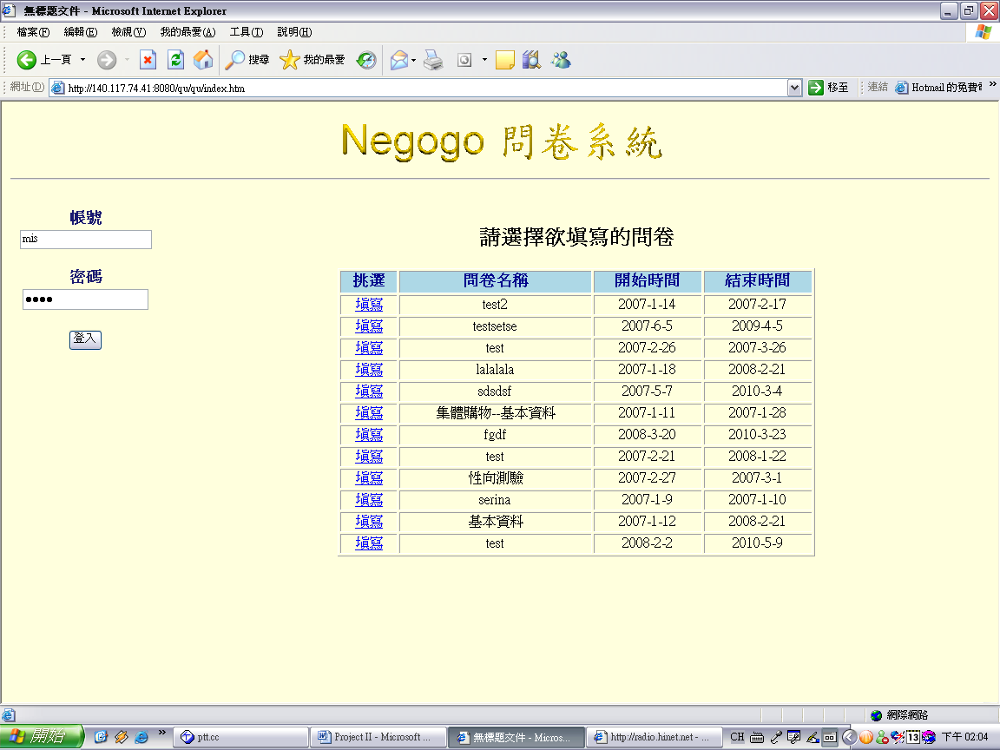 無標題文件 - Microsoft Internet Explorer
檔案(F) 編輯(E) 檢視(V) 我的最愛(A) 工具(T) 說明(H)
上一頁 搜尋 我的最愛
網址(D) http://140.117.74.41:8080/qu/qu/index.htm 移至 連結 Hotmail 的免費 »
Negogo 問卷系統
帳號
mis
密碼
●●●●
登入
請選擇欲填寫的問卷
挑選 問卷名稱 開始時間 結束時間
填寫 test2 2007-1-14 2007-2-17
填寫 testsetse 2007-6-5 2009-4-5
填寫 test 2007-2-26 2007-3-26
填寫 lalalala 2007-1-18 2008-2-21
填寫 sdsdsf 2007-5-7 2010-3-4
填寫 集體購物--基本資料 2007-1-11 2007-1-28
填寫 fgdf 2008-3-20 2010-3-23
填寫 test 2007-2-21 2008-1-22
填寫 性向測驗 2007-2-27 2007-3-1
填寫 serina 2007-1-9 2007-1-10
填寫 基本資料 2007-1-12 2008-2-21
填寫 test 2008-2-2 2010-5-9
網際網路
開始 » ptt.cc Project II - Microsoft ... 無標題文件 - Micros... http://radio.hinet.net - ... CH 13 下午 02:04